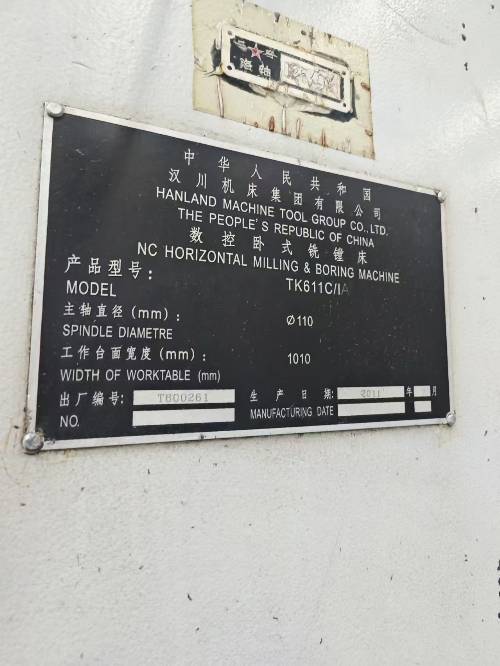 中华人民共和国
汉川机床集团有限公司
HANLAND MACHINE TOOL GROUP CO., LTD.
THE PEOPLE'S REPUBLIC OF CHINA
数控卧式铣镗床
NC HORIZONTAL MILLING & BORING MACHINE
产品型号: TK611C/1A
MODEL
主轴直径(mm): Ø110
SPINDLE DIAMETRE
工作台面宽度(mm): 1010
WIDTH OF WORKTABLE (mm)
出厂编号: T600261 生产日期: 2011 年 月
NO. MANUFACTURING DATE